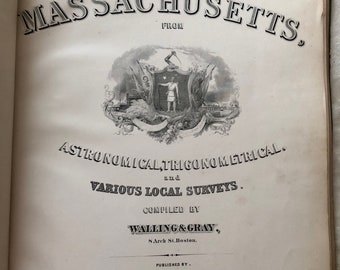 MASSACHUSETTS,
FROM
ASTRONOMICAL, TRIGONOMETRICAL.
and
VARIOUS LOCAL SURVEYS.
COMPILED BY
WALLING & GRAY,
8 Arch St. Boston.
PUBLISHED BY